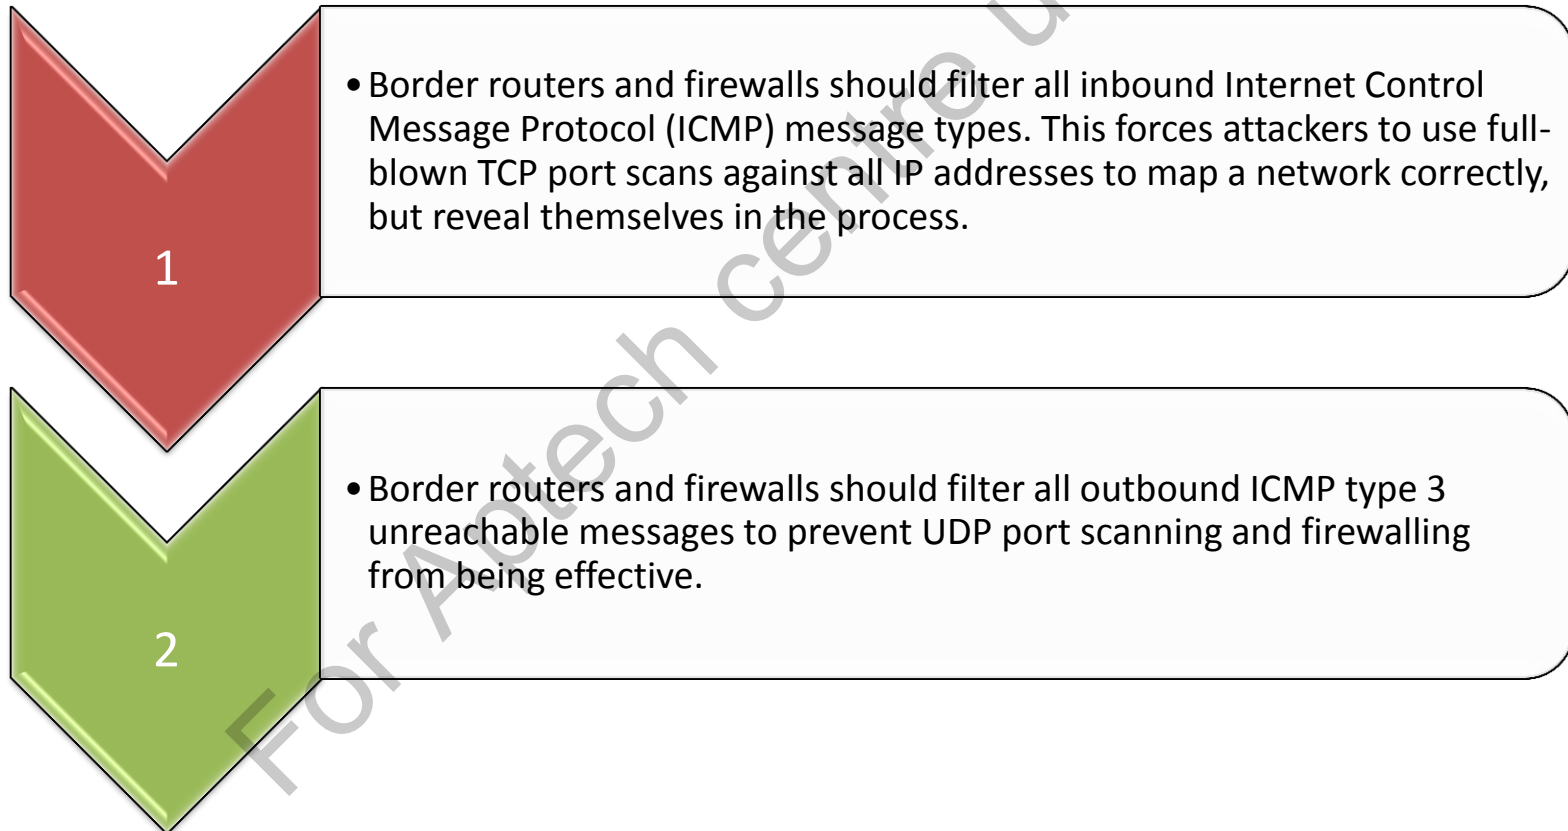 1
• Border routers and firewalls should filter all inbound Internet Control
Message Protocol (ICMP) message types. This forces attackers to use full-
blown TCP port scans against all IP addresses to map a network correctly,
but reveal themselves in the process.
2
• Border routers and firewalls should filter all outbound ICMP type 3
unreachable messages to prevent UDP port scanning and firewalling
from being effective.
For Aptech centre u